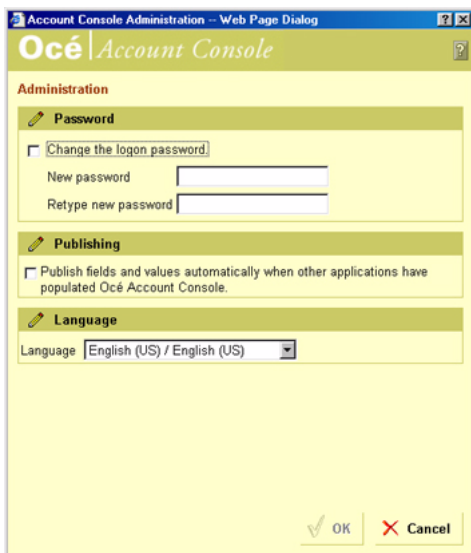 Account Console Administration -- Web Page Dialog
Océ Account Console
Administration
Password
Change the logon password.
New password
Retype new password
Publishing
Publish fields and values automatically when other applications have
populated Océ Account Console.
Language
Language English (US) / English (US)
OK Cancel